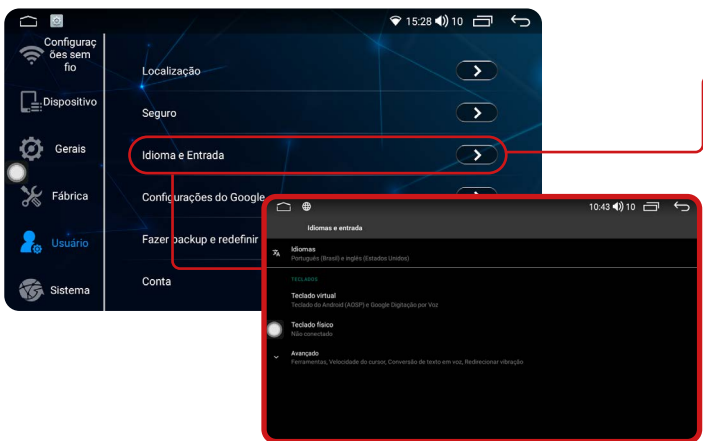 15:28 10
Configuraç
ões sem
fio
Dispositivo
Gerais
Fábrica
Usuário
Sistema
Localização
Seguro
Idioma e Entrada
Configurações do Google
Fazer backup e redefinir
Conta
10:43 10
Idiomas e entrada
Idiomas
Português (Brasil) e Inglês (Estados Unidos)
TECLADOS
Teclado virtual
Teclado do Android (AOSP) e Google Digitação por Voz
Teclado físico
Não conectado
Avançado
Ferramentas, Velocidade do cursor, Conversão de texto em voz, Redirecionar vibração